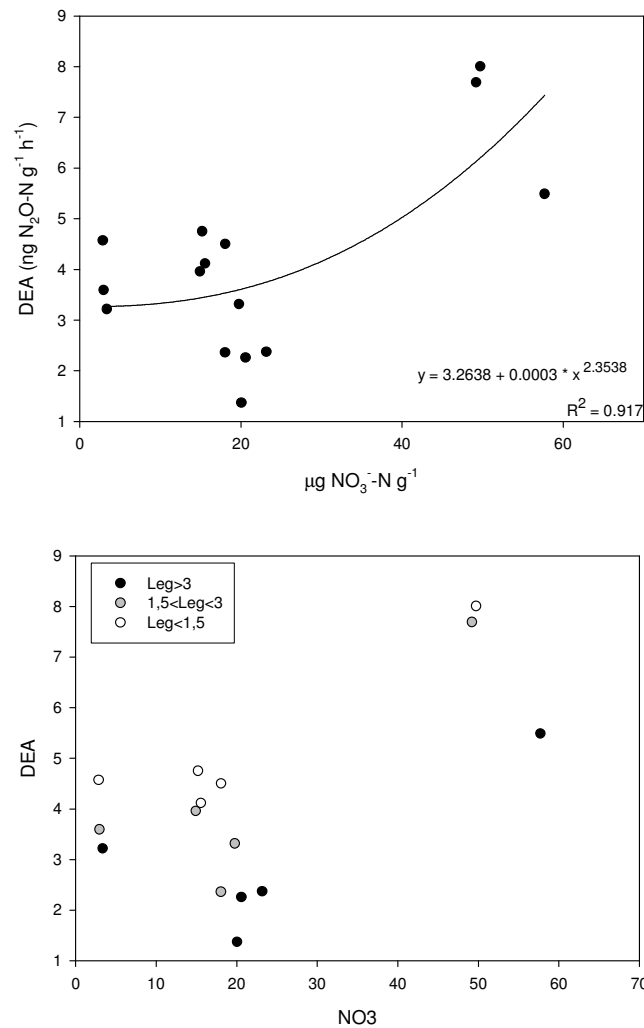 9
8
7
6
5
4
3
2
1
DEA (ng N₂O-N g⁻¹ h⁻¹)
y = 3.2638 + 0.0003 * x^2.3538
R² = 0.917
0 20 40 60
µg NO₃⁻-N g⁻¹
9
8
7
6
5
4
3
2
1
DEA
Leg>3
1,5<Leg<3
Leg<1,5
0 10 20 30 40 50 60 70
NO3